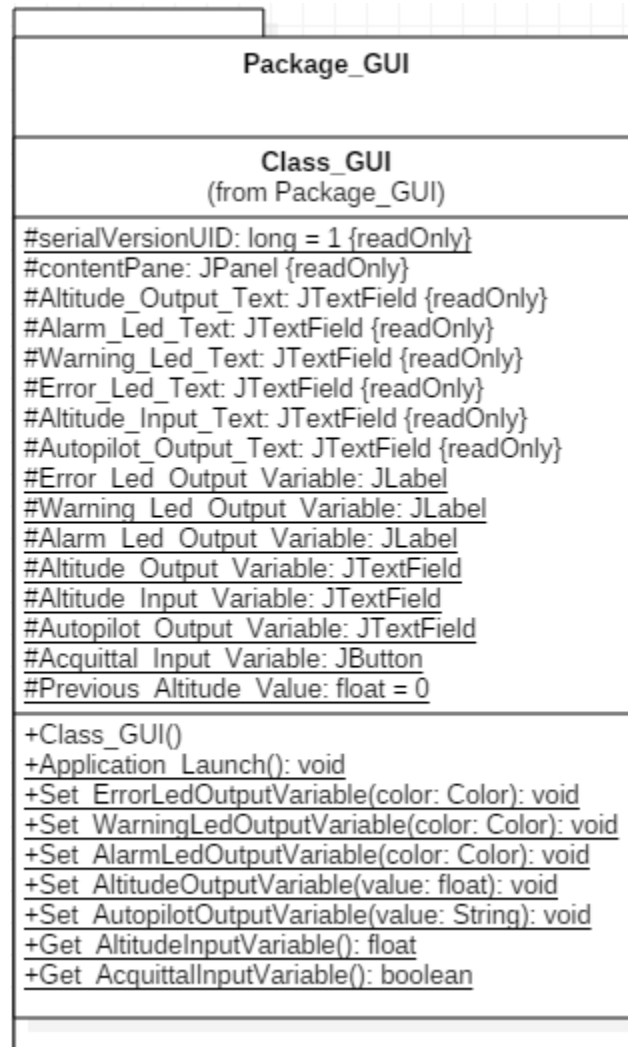 Package_GUI
Class_GUI
(from Package_GUI)
#serialVersionUID: long = 1 {readOnly}
#contentPane: JPanel {readOnly}
#Altitude_Output_Text: JTextField {readOnly}
#Alarm_Led_Text: JTextField {readOnly}
#Warning_Led_Text: JTextField {readOnly}
#Error_Led_Text: JTextField {readOnly}
#Altitude_Input_Text: JTextField {readOnly}
#Autopilot_Output_Text: JTextField {readOnly}
#Error_Led_Output_Variable: JLabel
#Warning_Led_Output_Variable: JLabel
#Alarm_Led_Output_Variable: JLabel
#Altitude_Output_Variable: JTextField
#Altitude_Input_Variable: JTextField
#Autopilot_Output_Variable: JTextField
#Acquittal_Input_Variable: JButton
#Previous_Altitude_Value: float = 0
+Class_GUI()
+Application_Launch(): void
+Set_ErrorLedOutputVariable(color: Color): void
+Set_WarningLedOutputVariable(color: Color): void
+Set_AlarmLedOutputVariable(color: Color): void
+Set_AltitudeOutputVariable(value: float): void
+Set_AutopilotOutputVariable(value: String): void
+Get_AltitudeInputVariable(): float
+Get_AcquittalInputVariable(): boolean